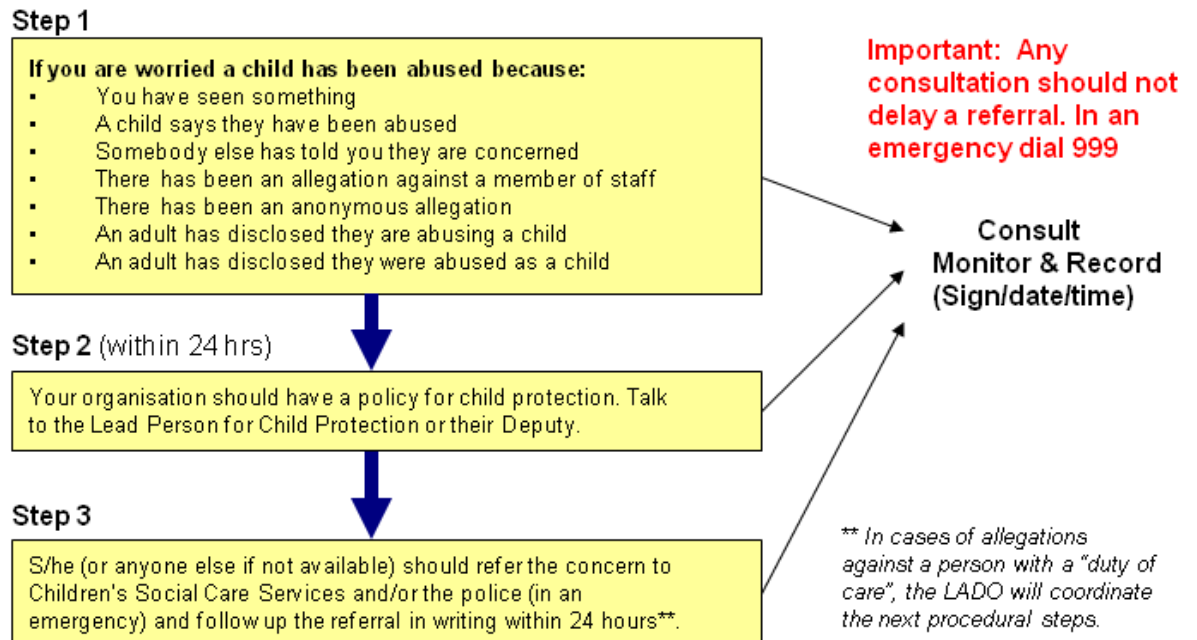 Step 1
If you are worried a child has been abused because:
▪ You have seen something
▪ A child says they have been abused
▪ Somebody else has told you they are concerned
▪ There has been an allegation against a member of staff
▪ There has been an anonymous allegation
▪ An adult has disclosed they are abusing a child
▪ An adult has disclosed they were abused as a child
Important: Any
consultation should not
delay a referral. In an
emergency dial 999
Consult
Monitor & Record
(Sign/date/time)
Step 2 (within 24 hrs)
Your organisation should have a policy for child protection. Talk
to the Lead Person for Child Protection or their Deputy.
Step 3
S/he (or anyone else if not available) should refer the concern to
Children's Social Care Services and/or the police (in an
emergency) and follow up the referral in writing within 24 hours**.
** In cases of allegations
against a person with a "duty of
care", the LADO will coordinate
the next procedural steps.